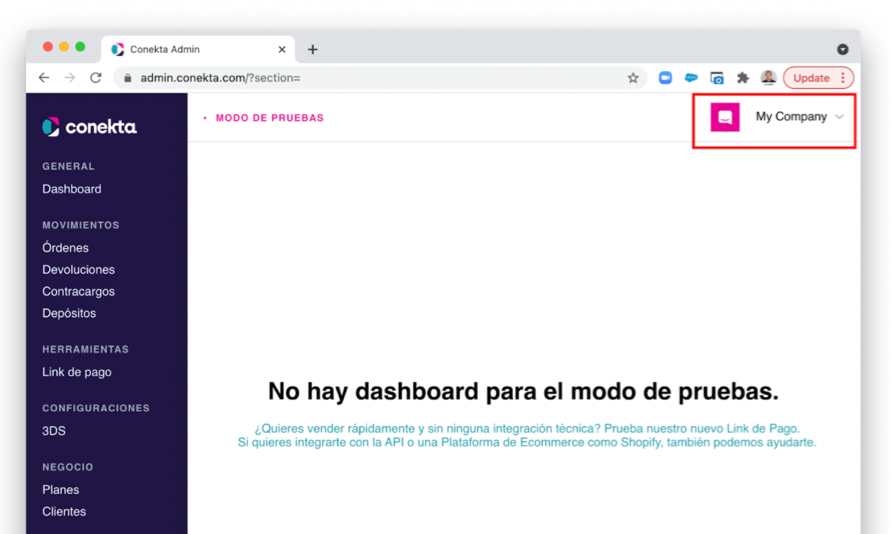 Conekta Admin
admin.conekta.com/?section=
Update
conekta
MODO DE PRUEBAS
My Company
GENERAL
Dashboard
MOVIMIENTOS
Órdenes
Devoluciones
Contracargos
Depósitos
HERRAMIENTAS
Link de pago
CONFIGURACIONES
3DS
NEGOCIO
Planes
Clientes
No hay dashboard para el modo de pruebas.
¿Quieres vender rápidamente y sin ninguna integración técnica? Prueba nuestro nuevo Link de Pago.
Si quieres integrarte con la API o una Plataforma de Ecommerce como Shopify, también podemos ayudarte.